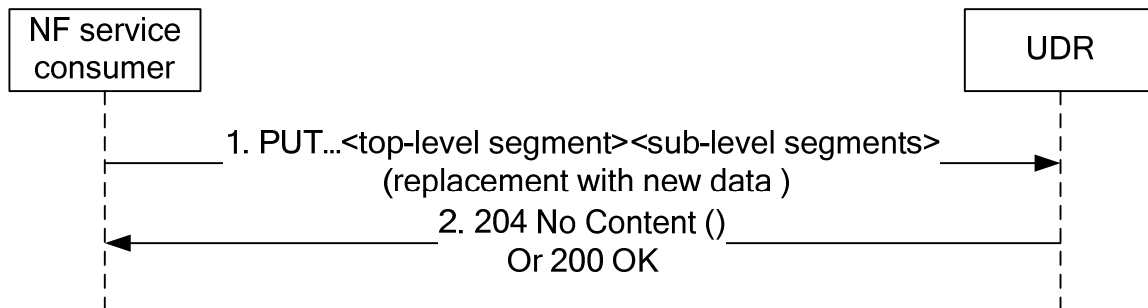 NF service
consumer
UDR
1. PUT...<top-level segment><sub-level segments>
(replacement with new data )
2. 204 No Content ()
Or 200 OK